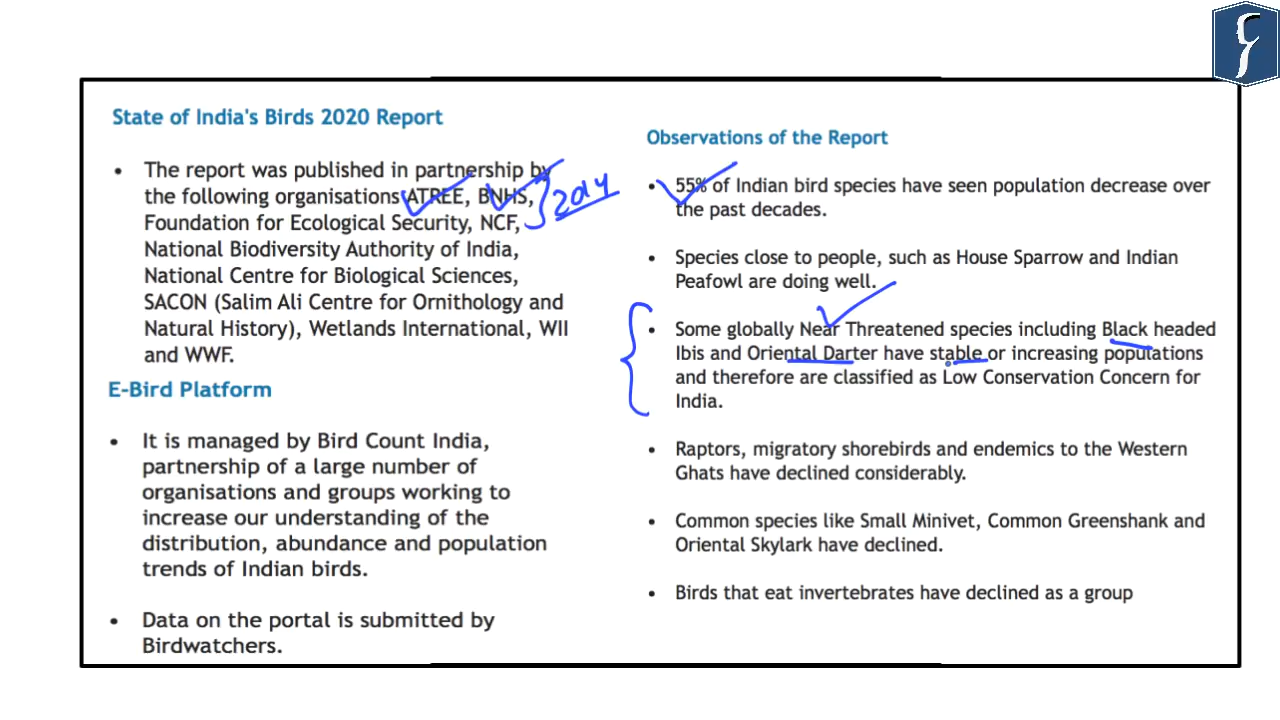 State of India's Birds 2020 Report
• The report was published in partnership by
the following organisations ATREE, BNHS,
Foundation for Ecological Security, NCF,
National Biodiversity Authority of India,
National Centre for Biological Sciences,
SACON (Salim Ali Centre for Ornithology and
Natural History), Wetlands International, WII
and WWF.
E-Bird Platform
• It is managed by Bird Count India,
partnership of a large number of
organisations and groups working to
increase our understanding of the
distribution, abundance and population
trends of Indian birds.
• Data on the portal is submitted by
Birdwatchers.
Observations of the Report
• 55% of Indian bird species have seen population decrease over
the past decades.
• Species close to people, such as House Sparrow and Indian
Peafowl are doing well.
• Some globally Near Threatened species including Black headed
Ibis and Oriental Darter have stable or increasing populations
and therefore are classified as Low Conservation Concern for
India.
• Raptors, migratory shorebirds and endemics to the Western
Ghats have declined considerably.
• Common species like Small Minivet, Common Greenshank and
Oriental Skylark have declined.
• Birds that eat invertebrates have declined as a group